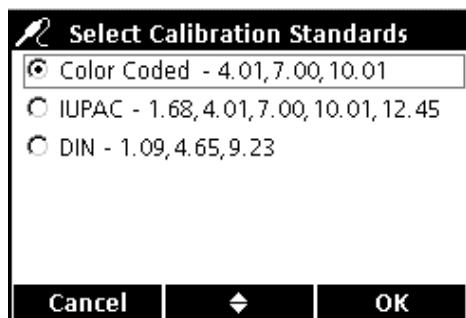 Select Calibration Standards
Color Coded - 4.01,7.00,10.01
IUPAC - 1.68,4.01,7.00,10.01,12.45
DIN - 1.09,4.65,9.23
Cancel OK